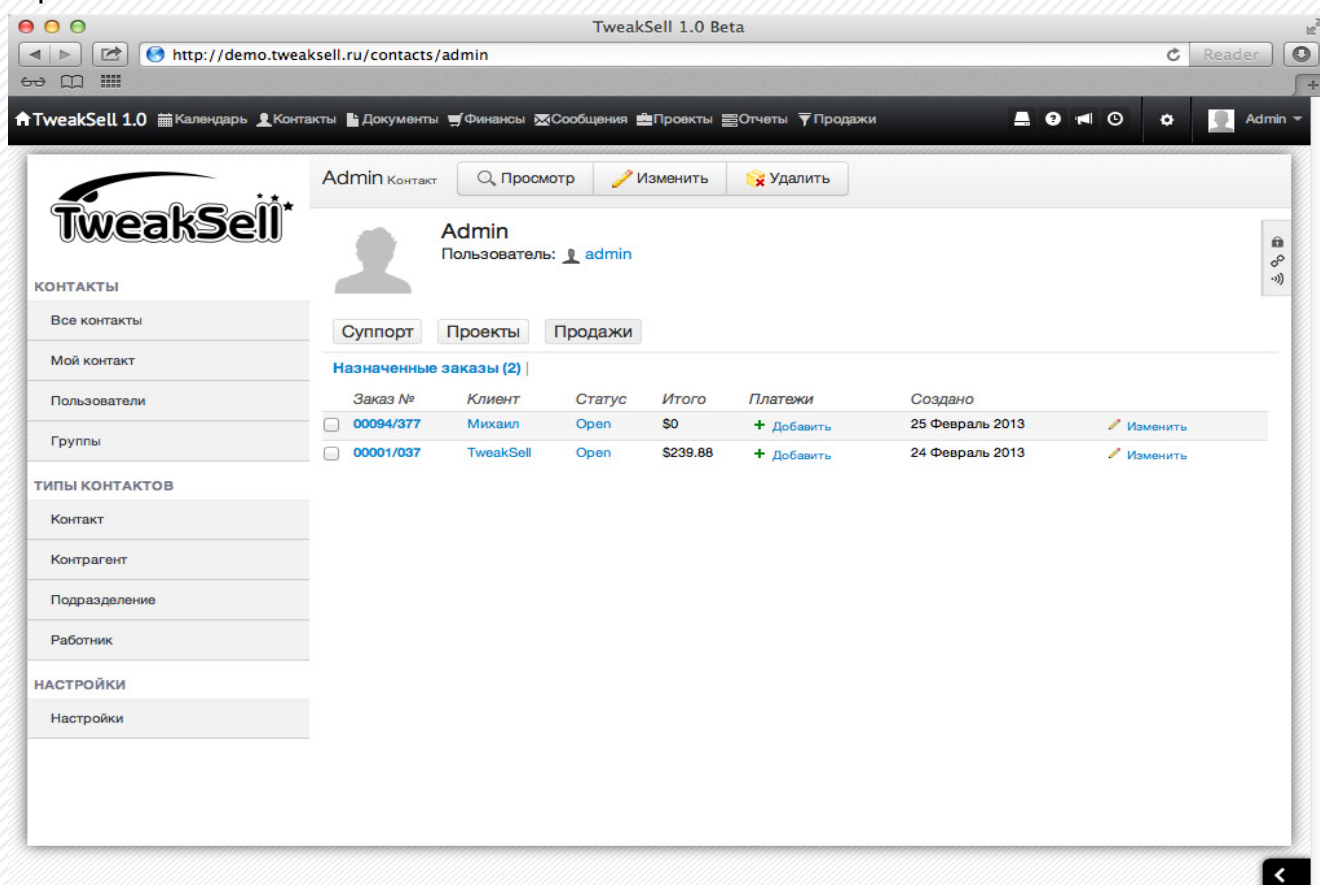 TweakSell 1.0 Beta
http://demo.tweaksell.ru/contacts/admin
Reader
TweakSell 1.0 Календарь Контакты Документы Финансы Сообщения Проекты Отчеты Продажи Admin
TweakSell
Admin Контакт Просмотр Изменить Удалить
Admin
Пользователь: admin
КОНТАКТЫ
Все контакты
Мой контакт
Пользователи
Группы
ТИПЫ КОНТАКТОВ
Контакт
Контрагент
Подразделение
Работник
НАСТРОЙКИ
Настройки
Суппорт Проекты Продажи
Назначенные заказы (2) |
Заказ № Клиент Статус Итого Платежи Создано
00094/377 Михаил Open $0 + Добавить 25 Февраль 2013 Изменить
00001/037 TweakSell Open $239.88 + Добавить 24 Февраль 2013 Изменить